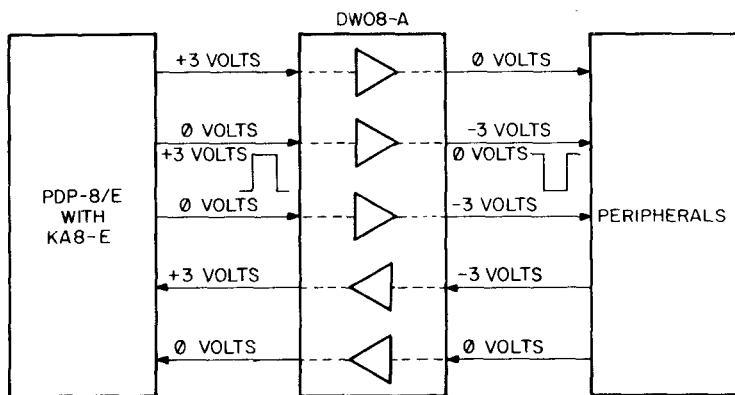 DW08-A
+3 VOLTS
Ø VOLTS
Ø VOLTS
-3 VOLTS
+3 VOLTS
Ø VOLTS
PDP-8/E
WITH
KA8-E
Ø VOLTS
-3 VOLTS
PERIPHERALS
+3 VOLTS
-3 VOLTS
Ø VOLTS
Ø VOLTS